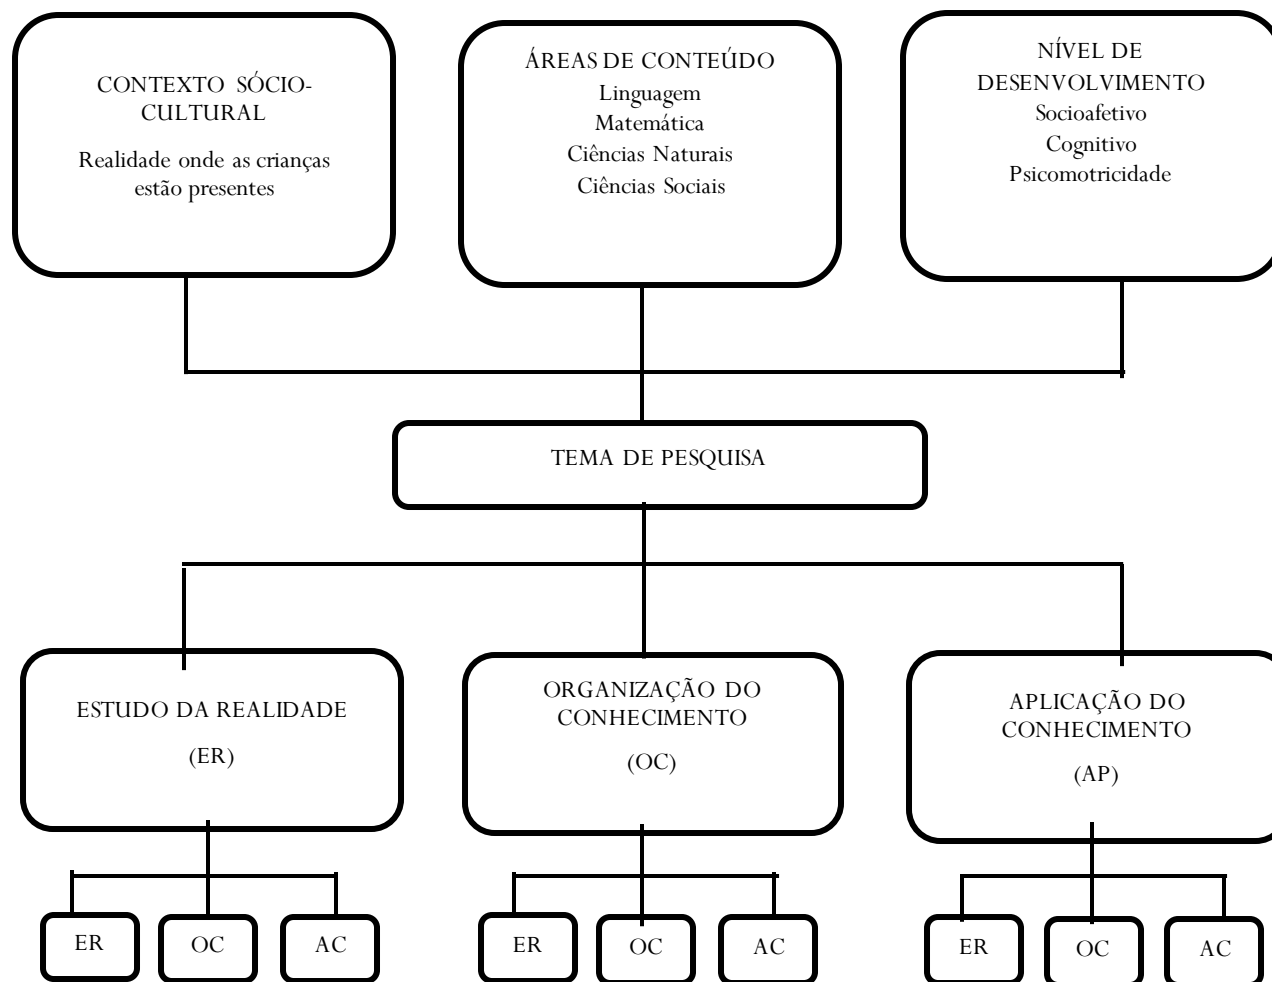 CONTEXTO SÓCIO-
CULTURAL
Realidade onde as crianças
estão presentes
ÁREAS DE CONTEÚDO
Linguagem
Matemática
Ciências Naturais
Ciências Sociais
NÍVEL DE
DESENVOLVIMENTO
Socioafetivo
Cognitivo
Psicomotricidade
TEMA DE PESQUISA
ESTUDO DA REALIDADE
(ER)
ORGANIZAÇÃO DO
CONHECIMENTO
(OC)
APLICAÇÃO DO
CONHECIMENTO
(AP)
ER
OC
AC
ER
OC
AC
ER
OC
AC